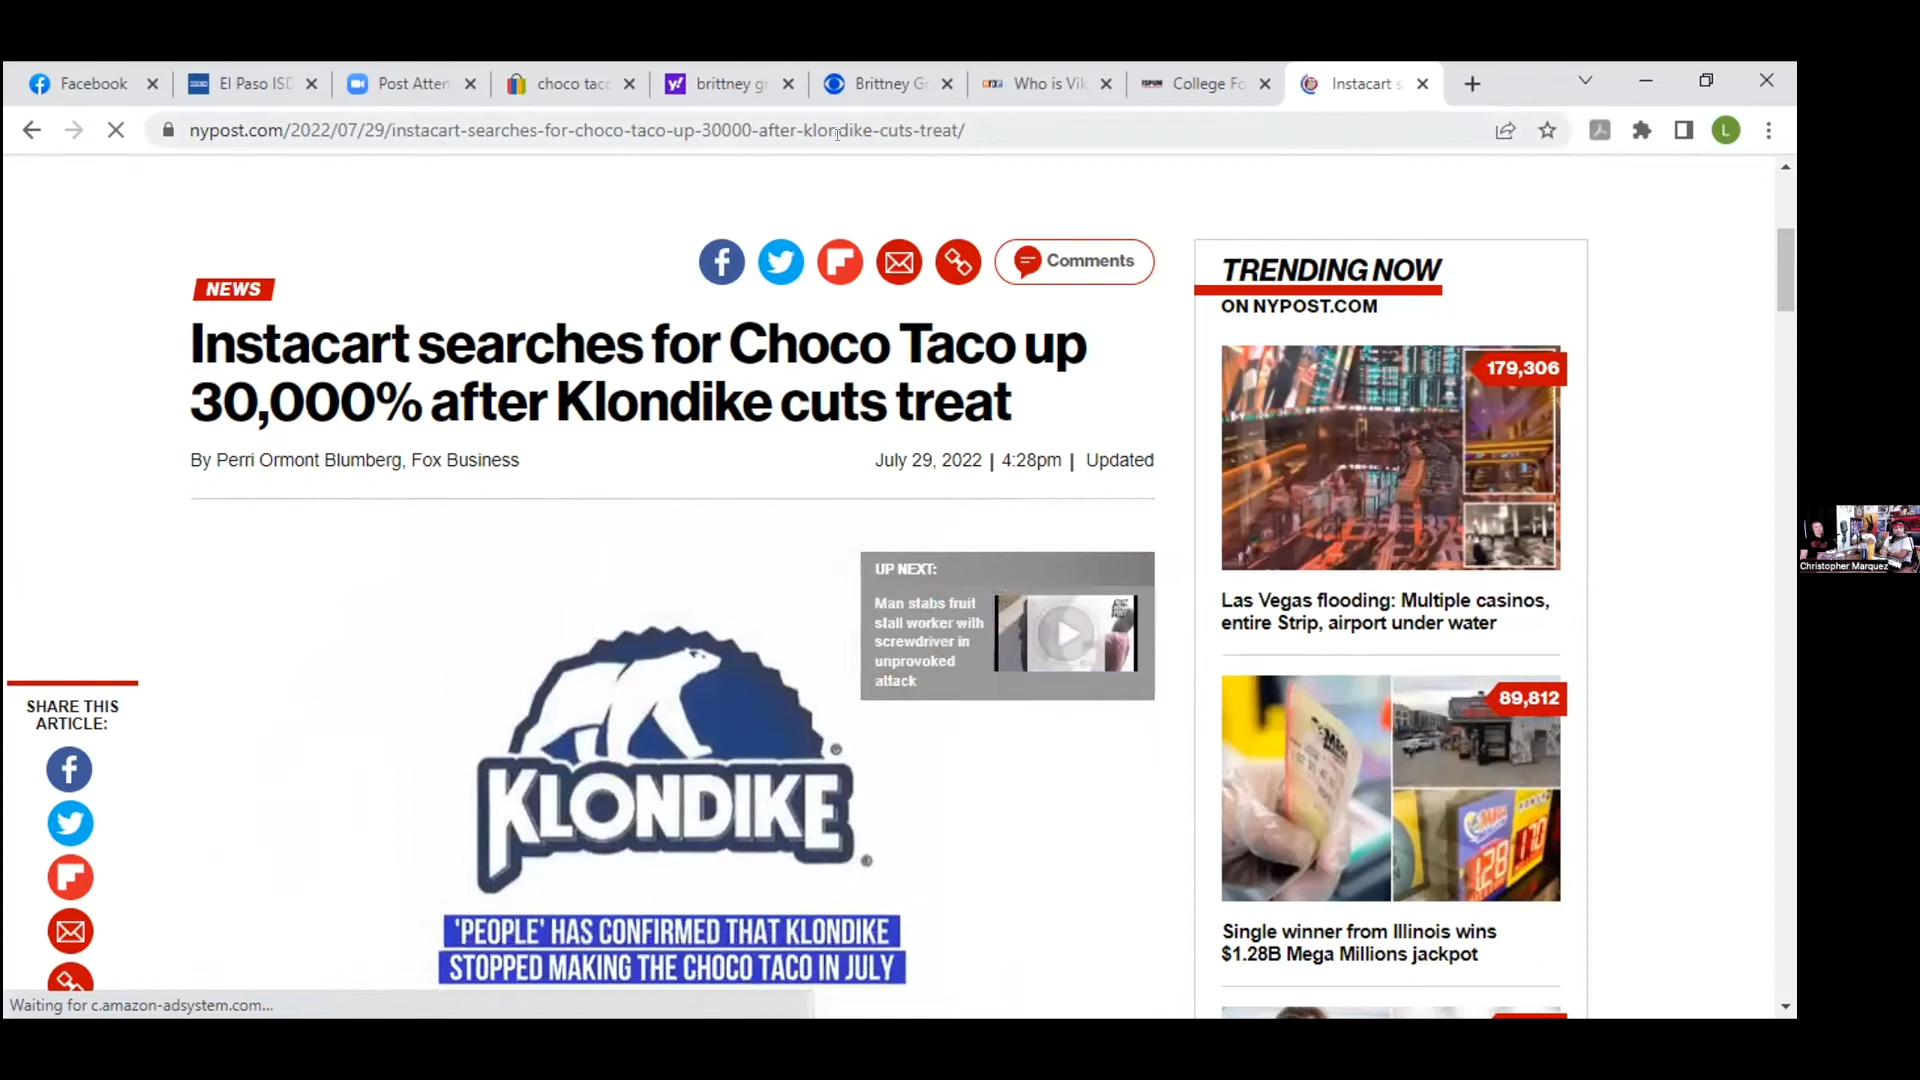 Facebook
El Paso ISD
Post Atten
choco taco
brittney g
Brittney G
Who is Vik
College Fo
Instacart s
nypost.com/2022/07/29/instacart-searches-for-choco-taco-up-30000-after-klondike-cuts-treat/
L
Comments
NEWS
Instacart searches for Choco Taco up
30,000% after Klondike cuts treat
By Perri Ormont Blumberg, Fox Business
July 29, 2022 | 4:28pm | Updated
UP NEXT:
Man stabs fruit
stall worker with
screwdriver in
unprovoked
attack
KLONDIKE
'PEOPLE' HAS CONFIRMED THAT KLONDIKE
STOPPED MAKING THE CHOCO TACO IN JULY
SHARE THIS
ARTICLE:
TRENDING NOW
ON NYPOST.COM
179,306
Las Vegas flooding: Multiple casinos,
entire Strip, airport under water
89,812
Single winner from Illinois wins
$1.28B Mega Millions jackpot
Waiting for c.amazon-adsystem.com...
Christopher Marquez